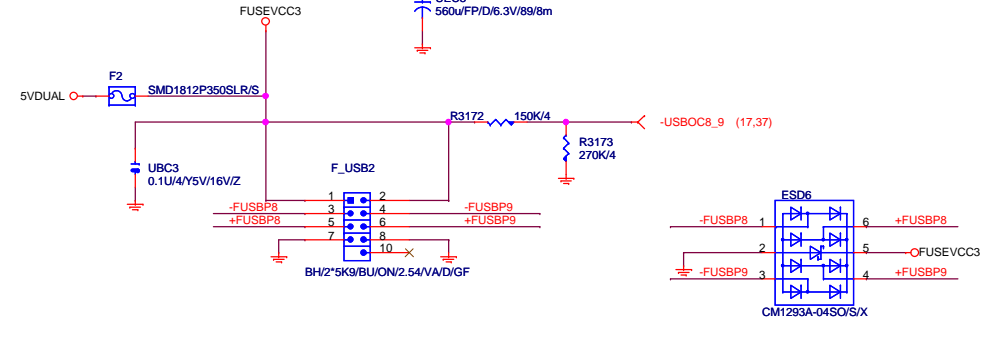 FUSEVCC3
560u/FP/D/6.3V/89/8m
F2
5VDUAL
SMD1812P350SLR/S
R3172
150K/4
-USBOC8_9 (17,37)
R3173
270K/4
UBC3
0.1U/4/Y5V/16V/Z
F_USB2
1
2
-FUSBP8
3
4
-FUSBP9
+FUSBP8
5
6
+FUSBP9
7
8
10
BH/2*5K9/BU/ON/2.54/VA/D/GF
ESD6
-FUSBP8
1
6
+FUSBP8
2
5
FUSEVCC3
-FUSBP9
3
4
+FUSBP9
CM1293A-04SO/S/X